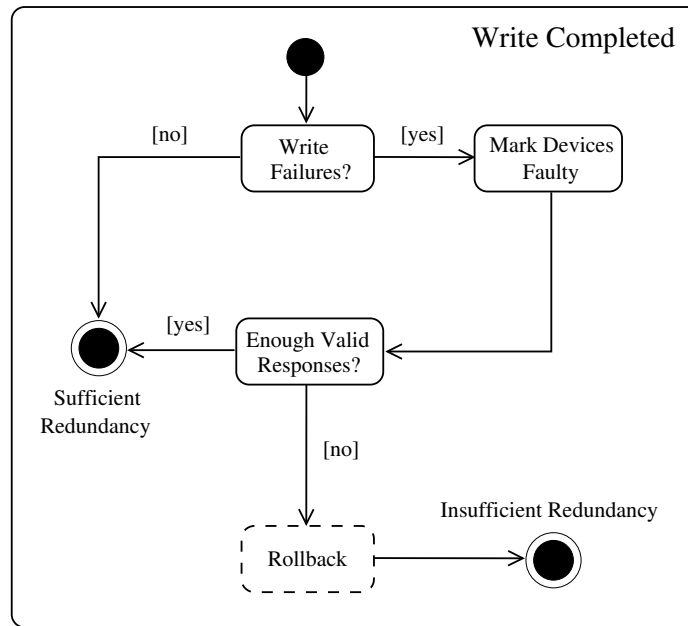 Write Completed
[no]
[yes]
Write
Failures?
Mark Devices
Faulty
[yes]
Enough Valid
Responses?
Sufficient
Redundancy
[no]
Insufficient Redundancy
Rollback